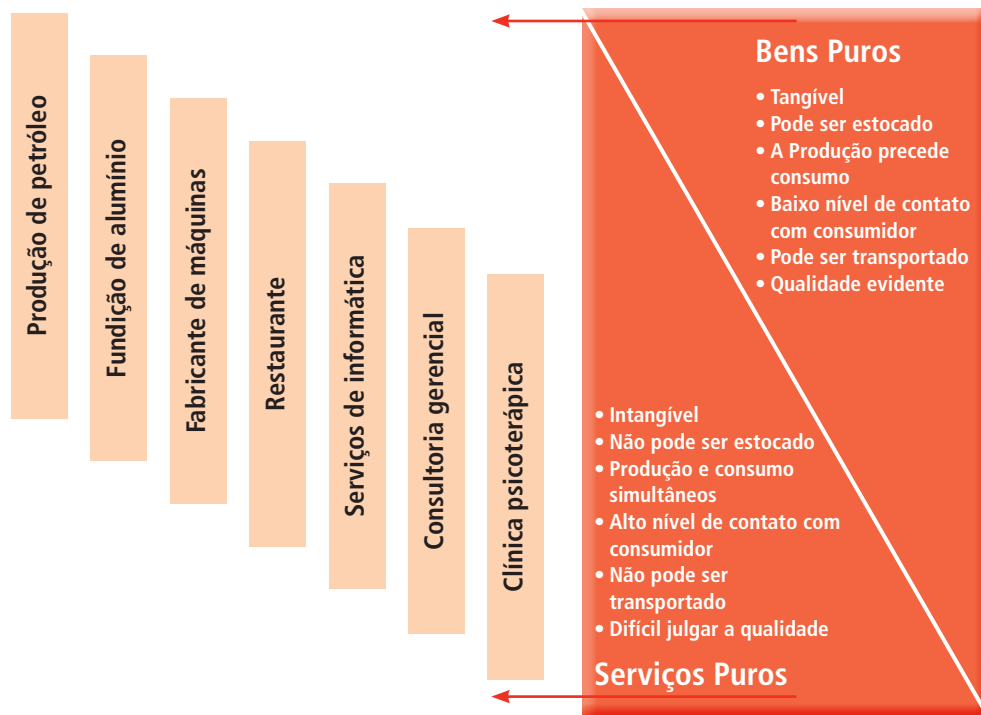 Produção de petróleo
Fundição de alumínio
Fabricante de máquinas
Restaurante
Serviços de informática
Consultoria gerencial
Clínica psicoterápica
Bens Puros
• Tangível
• Pode ser estocado
• A Produção precede
consumo
• Baixo nível de contato
com consumidor
• Pode ser transportado
• Qualidade evidente
• Intangível
• Não pode ser estocado
• Produção e consumo
simultâneos
• Alto nível de contato com
consumidor
• Não pode ser
transportado
• Difícil julgar a qualidade
Serviços Puros